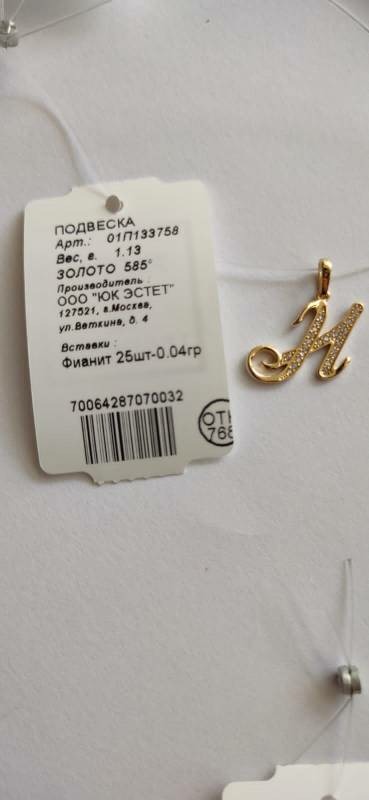 ПОДВЕСКА
Арт.: 01П133758
Вес, г. 1.13
ЗОЛОТО 585°
Производитель :
ООО "ЮК ЭСТЕТ"
127521, г.Москва,
ул.Веткина, д. 4
Вставки :
Фианит 25шт-0.04гр
70064287070032
ОТК
768